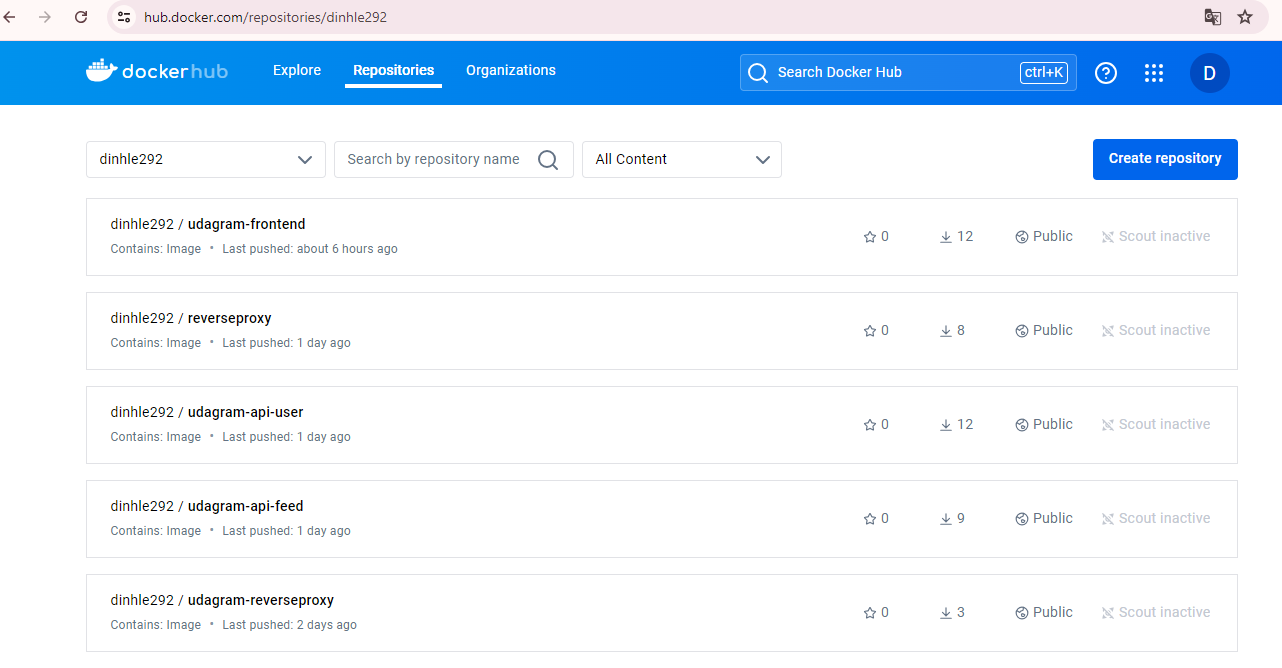 hub.docker.com/repositories/dinhle292
dockerhub Explore Repositories Organizations Search Docker Hub ctrl+K ? D
dinhle292 Search by repository name All Content Create repository
dinhle292 / udagram-frontend
Contains: Image • Last pushed: about 6 hours ago
0 12 Public Scout inactive
dinhle292 / reverseproxy
Contains: Image • Last pushed: 1 day ago
0 8 Public Scout inactive
dinhle292 / udagram-api-user
Contains: Image • Last pushed: 1 day ago
0 12 Public Scout inactive
dinhle292 / udagram-api-feed
Contains: Image • Last pushed: 1 day ago
0 9 Public Scout inactive
dinhle292 / udagram-reverseproxy
Contains: Image • Last pushed: 2 days ago
0 3 Public Scout inactive